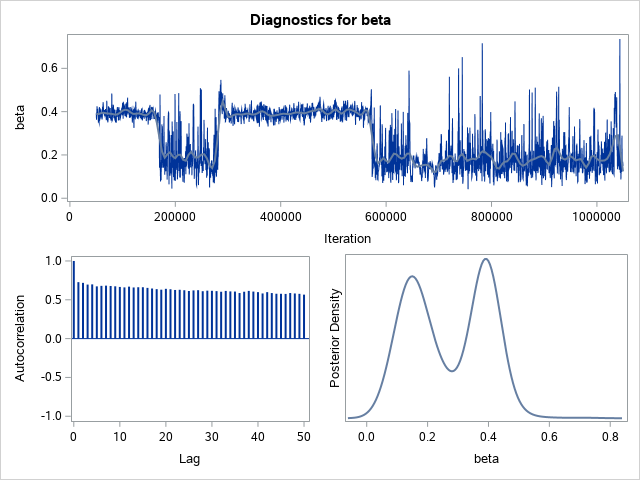 Diagnostics for beta
beta
0.6
0.4
0.2
0.0
0 200000 400000 600000 800000 1000000
Iteration
Autocorrelation
1.0
0.5
0.0
-0.5
-1.0
0 10 20 30 40 50
Lag
Posterior Density
0.0 0.2 0.4 0.6 0.8
beta